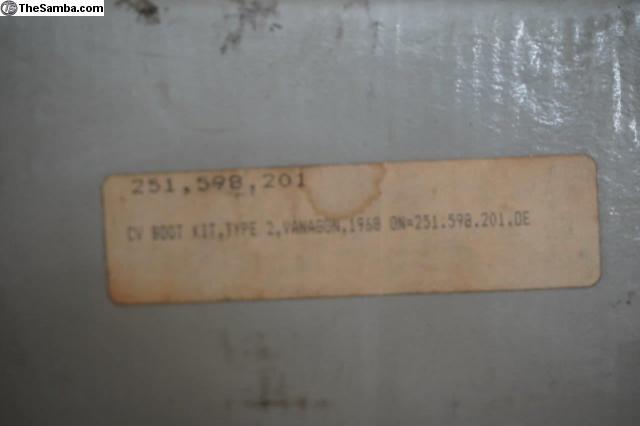 TheSamba.com
251,598,201
CV BOOT KIT,TYPE 2,VANAGON,1968 ON=251.598.201.DE